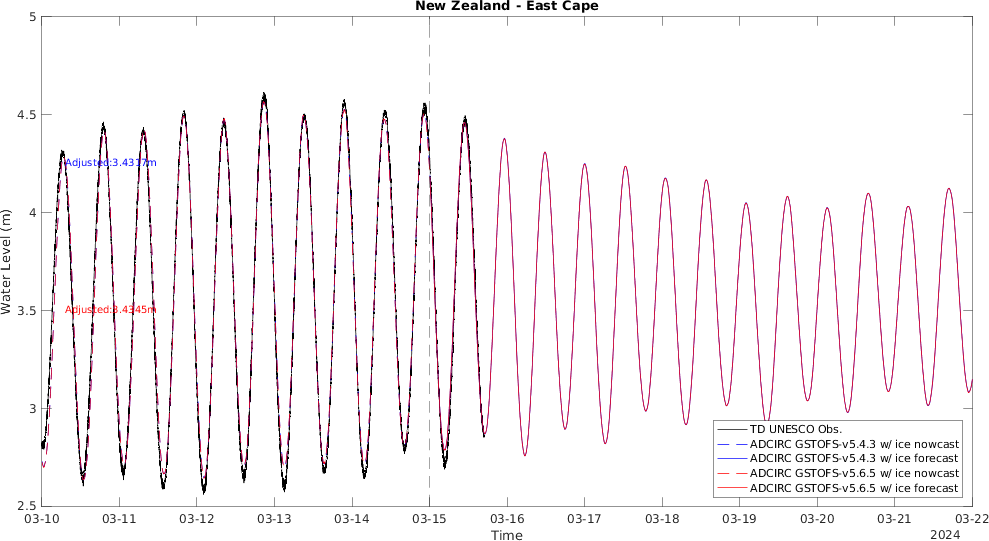 New Zealand - East Cape
5
4.5
4
3.5
3
2.5
Water Level (m)
Adjusted:3.4317m
Adjusted:3.4345m
TD UNESCO Obs.
ADCIRC GSTOFS-v5.4.3 w/ ice nowcast
ADCIRC GSTOFS-v5.4.3 w/ ice forecast
ADCIRC GSTOFS-v5.6.5 w/ ice nowcast
ADCIRC GSTOFS-v5.6.5 w/ ice forecast
03-10 03-11 03-12 03-13 03-14 03-15 03-16 03-17 03-18 03-19 03-20 03-21 03-22
Time
2024